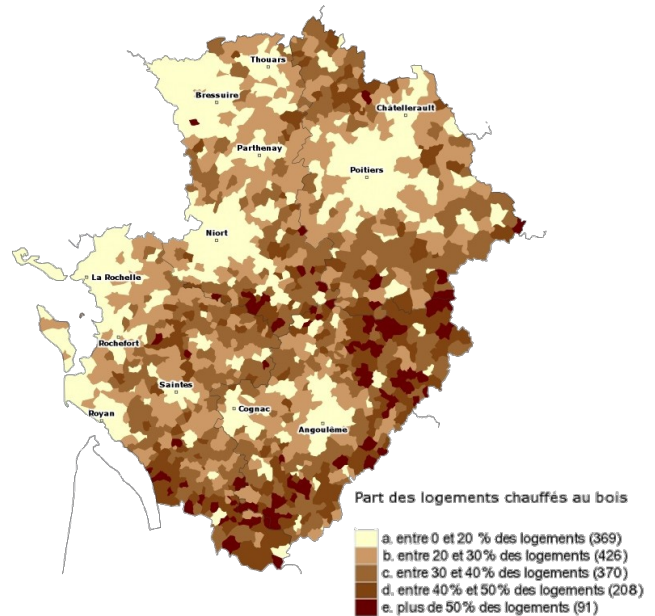 Thouars
Bressuire
Châtellerault
Parthenay
Poitiers
Niort
La Rochelle
Rochefort
Saintes
Cognac
Royan
Angoulême
Part des logements chauffés au bois
a. entre 0 et 20 % des logements (369)
b. entre 20 et 30% des logements (426)
c. entre 30 et 40% des logements (370)
d. entre 40% et 50% des logements (208)
e. plus de 50% des logements (91)